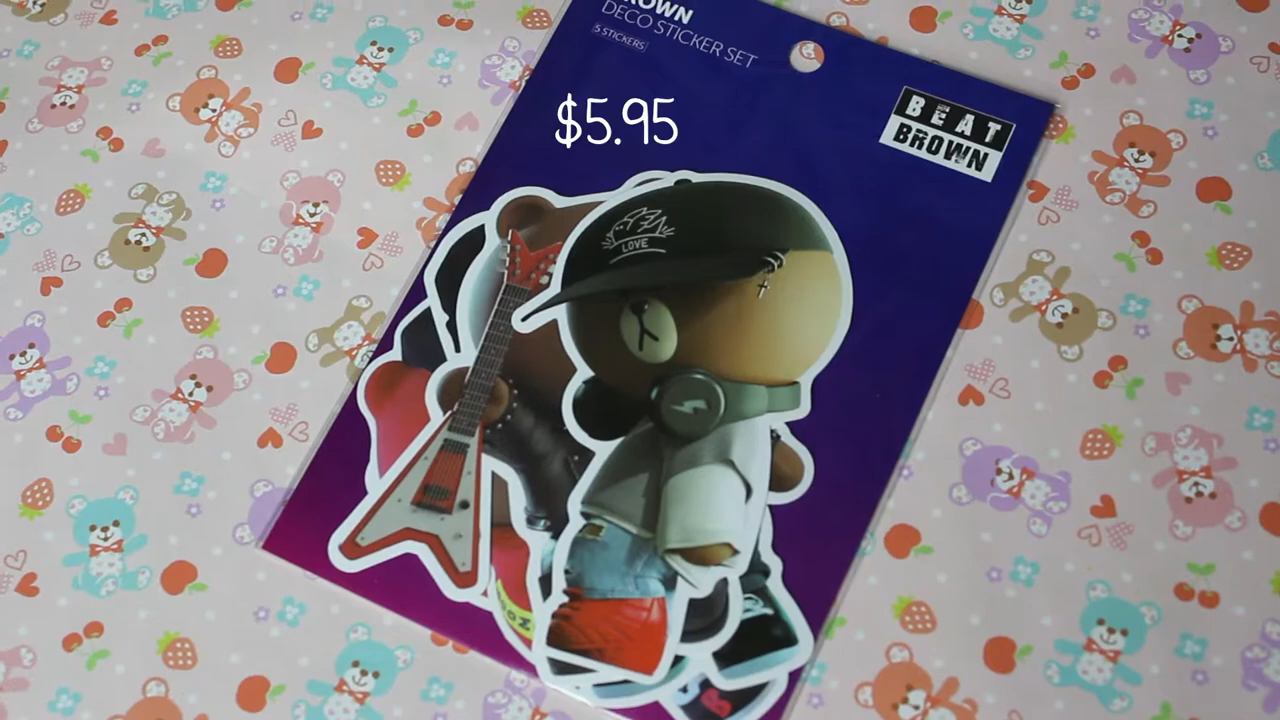 BROWN
DECO STICKER SET
5 STICKERS
$5.95
BEAT
BROWN
LOVE